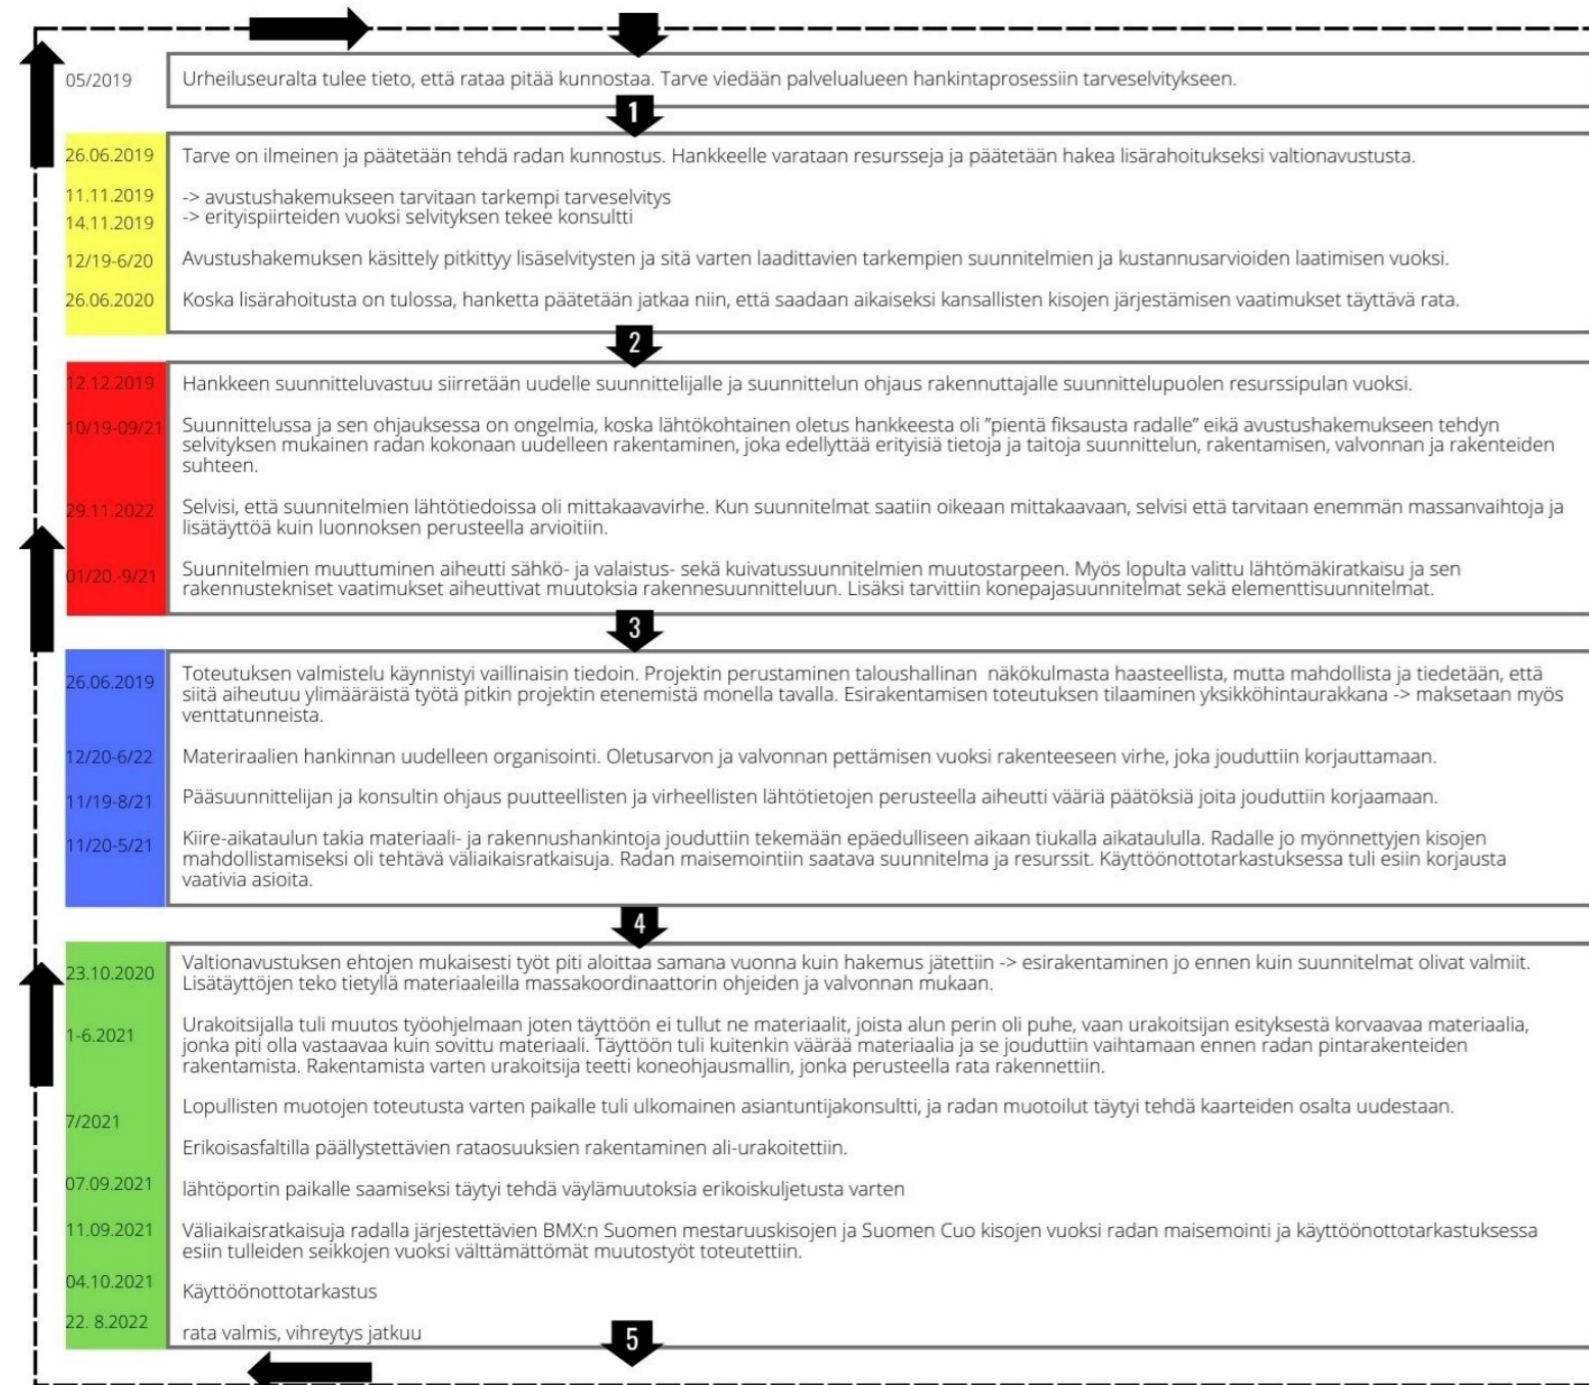 05/2019
Urheiluseuralta tulee tieto, että rataa pitää kunnostaa. Tarve viedään palvelualueen hankintaprosessiin tarveselvitykseen.
1
26.06.2019
Tarve on ilmeinen ja päätetään tehdä radan kunnostus. Hankkeelle varataan resursseja ja päätetään hakea lisärahoitukseksi valtionavustusta.
11.11.2019
-> avustushakemukseen tarvitaan tarkempi tarveselvitys
14.11.2019
-> erityispiirteiden vuoksi selvityksen tekee konsultti
12/19-6/20
Avustushakemuksen käsittely pitkittyy lisäselvitysten ja sitä varten laadittavien tarkempien suunnitelmien ja kustannusarvioiden laatimisen vuoksi.
26.06.2020
Koska lisärahoitusta on tulossa, hanketta päätetään jatkaa niin, että saadaan aikaiseksi kansallisten kisojen järjestämisen vaatimukset täyttävä rata.
2
12.12.2019
Hankkeen suunnitteluvastuu siirretään uudelle suunnittelijalle ja suunnittelun ohjaus rakennuttajalle suunnittelupuolen resurssipulan vuoksi.
10/19-09/21
Suunnittelussa ja sen ohjauksessa on ongelmia, koska lähtökohtainen oletus hankkeesta oli ”pientä fiksausta radalle” eikä avustushakemukseen tehdyn
selvityksen mukainen radan kokonaan uudelleen rakentaminen, joka edellyttää erityisiä tietoja ja taitoja suunnittelun, rakentamisen, valvonnan ja rakenteiden
suhteen.
29.11.2022
Selvisi, että suunnitelmien lähtötiedoissa oli mittakaavavirhe. Kun suunnitelmat saatiin oikeaan mittakaavaan, selvisi että tarvitaan enemmän massanvaihtoja ja
lisätäyttöä kuin luonnoksen perusteella arvioitiin.
01/20.-9/21
Suunnitelmien muuttuminen aiheutti sähkö- ja valaistus- sekä kuivatussuunnitelmien muutostarpeen. Myös lopulta valittu lähtömäkiratkaisu ja sen
rakennustekniset vaatimukset aiheuttivat muutoksia rakennesuunnitteluun. Lisäksi tarvittiin konepajasuunnitelmat sekä elementtisuunnitelmat.
3
26.06.2019
Toteutuksen valmistelu käynnistyi vaillinaisin tiedoin. Projektin perustaminen taloushallinan näkökulmasta haasteellista, mutta mahdollista ja tiedetään, että
siitä aiheutuu ylimääräistä työtä pitkin projektin etenemistä monella tavalla. Esirakentamisen toteutuksen tilaaminen yksikköhintaurakkana -> maksetaan myös
venttatunneista.
12/20-6/22
Materiraalien hankinnan uudelleen organisointi. Oletusarvon ja valvonnan pettämisen vuoksi rakenteeseen virhe, joka jouduttiin korjauttamaan.
11/19-8/21
Pääsuunnittelijan ja konsultin ohjaus puutteellisten ja virheellisten lähtötietojen perusteella aiheutti vääriä päätöksiä joita jouduttiin korjaamaan.
11/20-5/21
Kiire-aikataulun takia materiaali- ja rakennushankintoja jouduttiin tekemään epäedulliseen aikaan tiukalla aikataululla. Radalle jo myönnettyjen kisojen
mahdollistamiseksi oli tehtävä väliaikaisratkaisuja. Radan maisemointiin saatava suunnitelma ja resurssit. Käyttöönottotarkastuksessa tuli esiin korjausta
vaativia asioita.
4
23.10.2020
Valtionavustuksen ehtojen mukaisesti työt piti aloittaa samana vuonna kuin hakemus jätettiin -> esirakentaminen jo ennen kuin suunnitelmat olivat valmiit.
Lisätäyttöjen teko tietyllä materiaaleilla massakoordinaattorin ohjeiden ja valvonnan mukaan.
1-6.2021
Urakoitsijalla tuli muutos työohjelmaan joten täyttöön ei tullut ne materiaalit, joista alun perin oli puhe, vaan urakoitsijan esityksestä korvaavaa materiaalia,
jonka piti olla vastaavaa kuin sovittu materiaali. Täyttöön tuli kuitenkin väärää materiaalia ja se jouduttiin vaihtamaan ennen radan pintarakenteiden
rakentamista. Rakentamista varten urakoitsija teetti koneohjausmallin, jonka perusteella rata rakennettiin.
7/2021
Lopullisten muotojen toteutusta varten paikalle tuli ulkomainen asiantuntijakonsultti, ja radan muotoilut täytyi tehdä kaarteiden osalta uudestaan.
Erikoisasfaltilla päällystettävien rataosuuksien rakentaminen ali-urakoitettiin.
07.09.2021
lähtöportin paikalle saamiseksi täytyi tehdä väylämuutoksia erikoiskuljetusta varten
11.09.2021
Väliaikaisratkaisuja radalla järjestettävien BMX:n Suomen mestaruuskisojen ja Suomen Cuo kisojen vuoksi radan maisemointi ja käyttöönottotarkastuksessa
esiin tulleiden seikkojen vuoksi välttämättömät muutostyöt toteutettiin.
04.10.2021
Käyttöönottotarkastus
22. 8.2022
rata valmis, vihreytys jatkuu
5